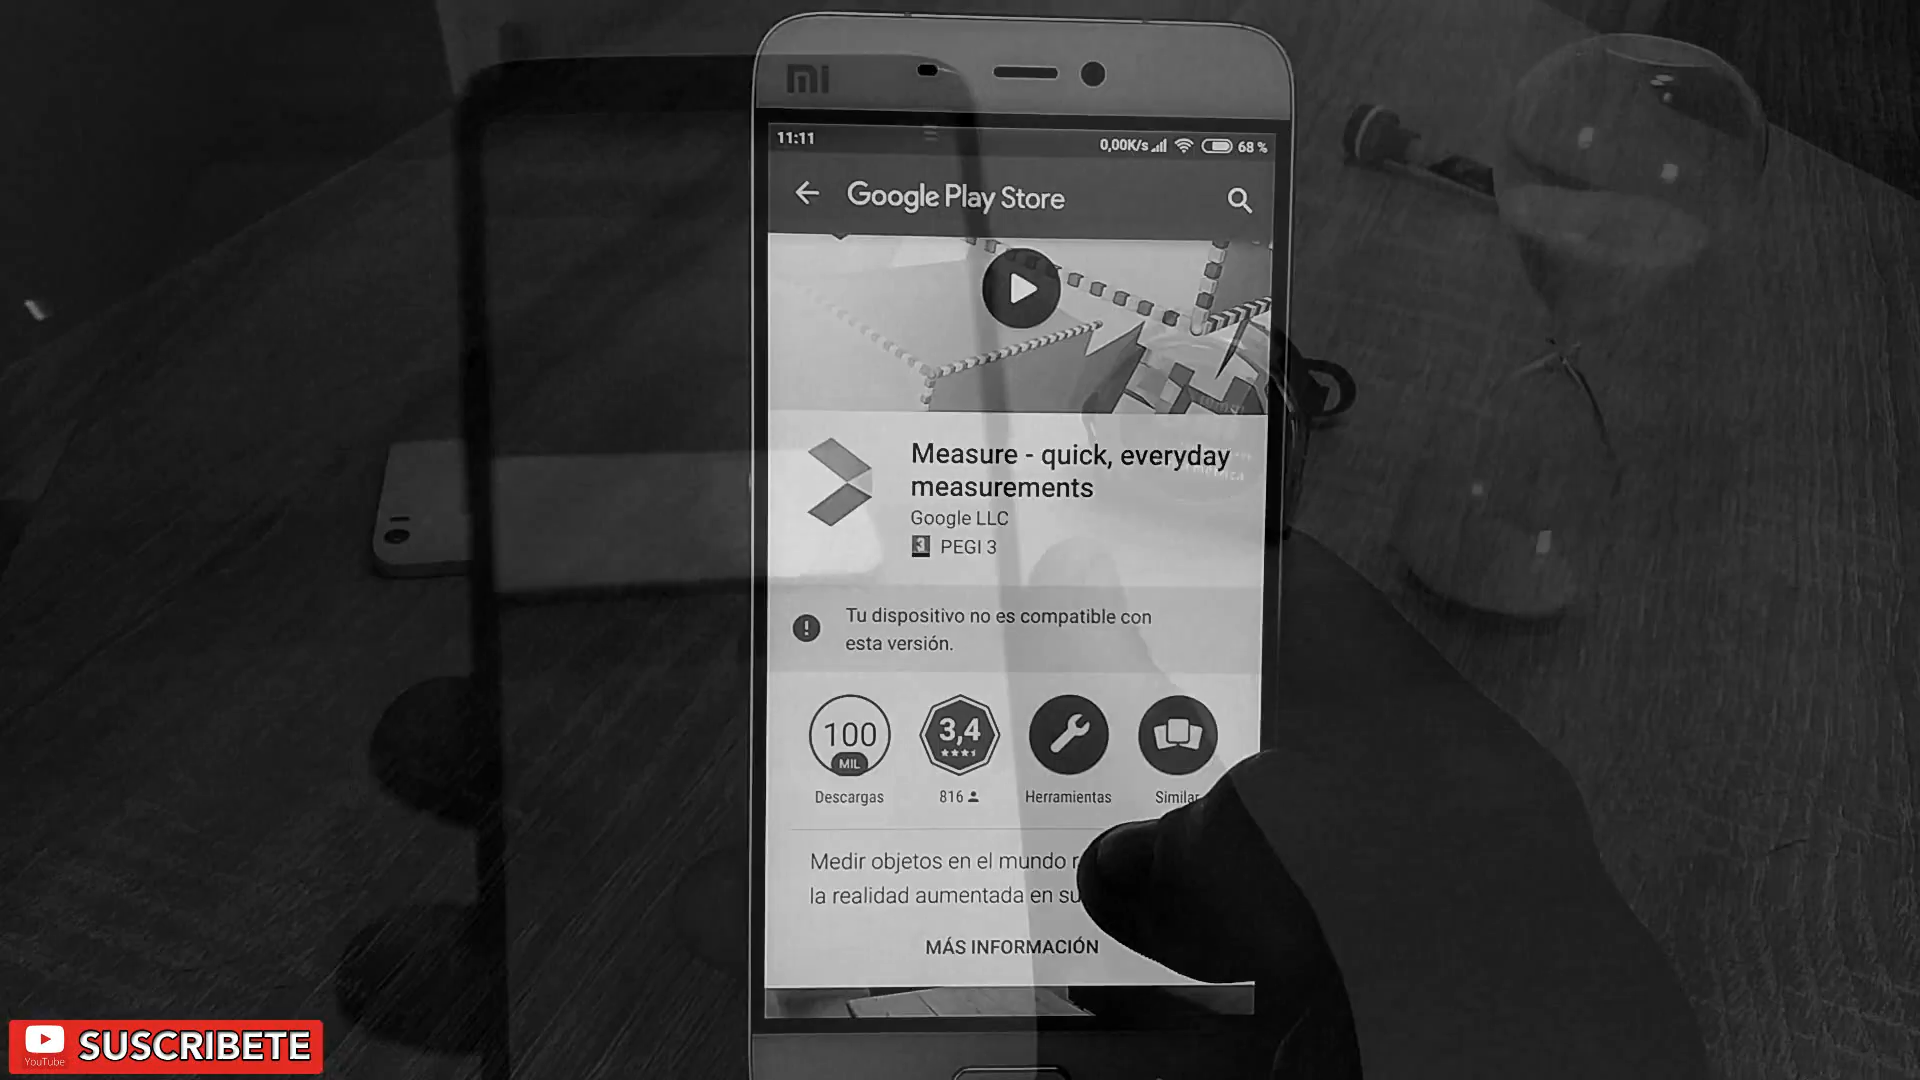 mi
11:11
0,00K/s 68 %
Google Play Store
Measure - quick, everyday
measurements
Google LLC
3 PEGI 3
! Tu dispositivo no es compatible con
esta versión.
100 3,4
MIL
Descargas 816 Herramientas Similar
Medir objetos en el mundo
la realidad aumentada en su
MÁS INFORMACIÓN
SUSCRIBETE
YouTube